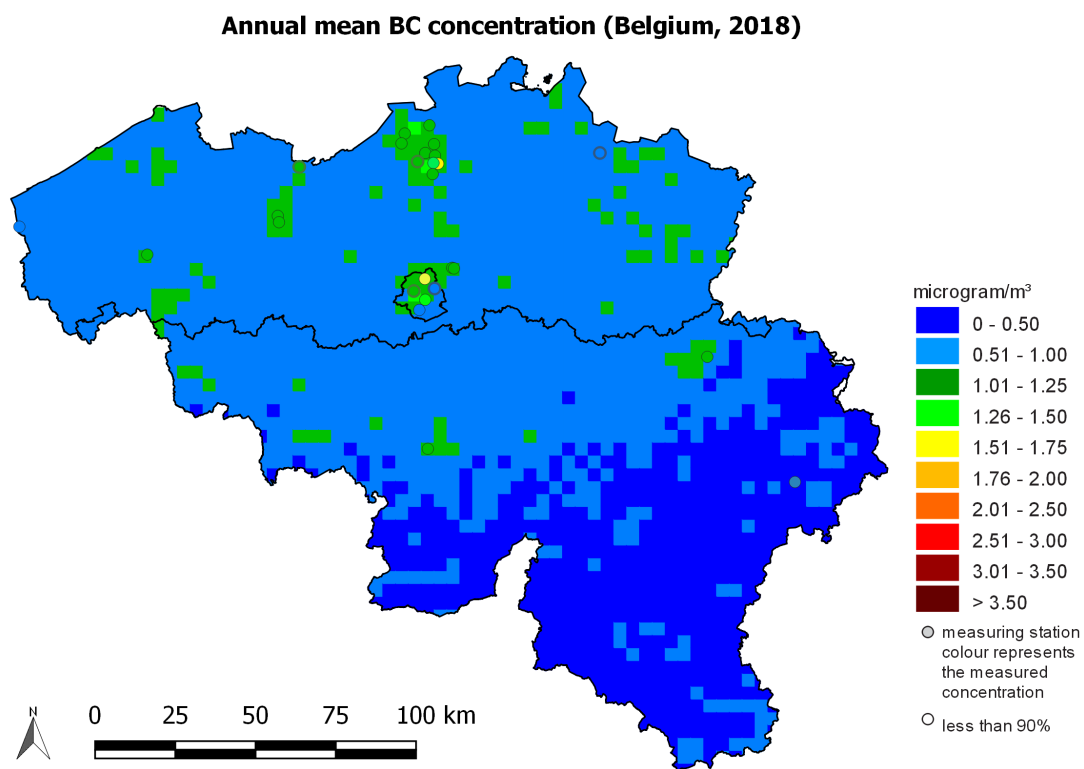 Annual mean BC concentration (Belgium, 2018)
microgram/m³
0 - 0.50
0.51 - 1.00
1.01 - 1.25
1.26 - 1.50
1.51 - 1.75
1.76 - 2.00
2.01 - 2.50
2.51 - 3.00
3.01 - 3.50
> 3.50
measuring station
colour represents
the measured
concentration
less than 90%
N
0 25 50 75 100 km